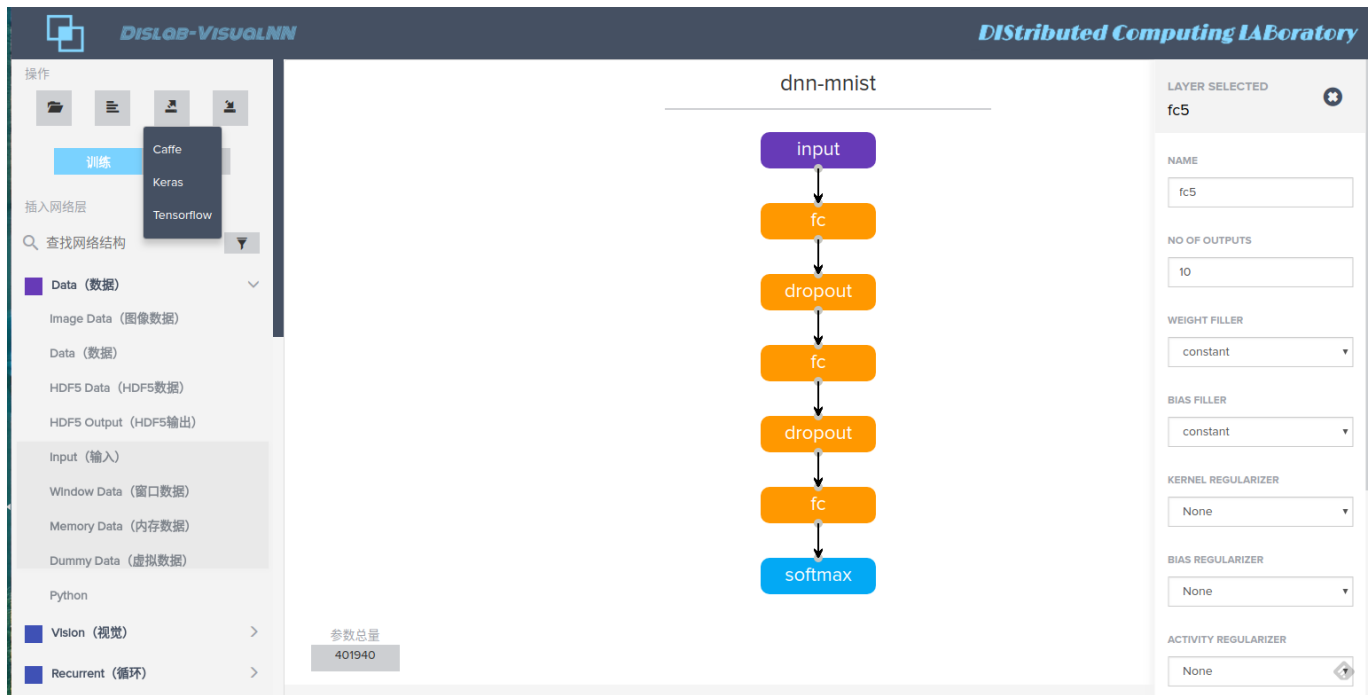 DISLAB-VISUALNN
DIStributed Computing LABoratory
操作
Caffe
Keras
Tensorflow
训练
插入网络层
查找网络结构
Data（数据）
Image Data（图像数据）
Data（数据）
HDF5 Data（HDF5数据）
HDF5 Output（HDF5输出）
Input（输入）
Window Data（窗口数据）
Memory Data（内存数据）
Dummy Data（虚拟数据）
Python
Vision（视觉）
Recurrent（循环）
dnn-mnist
input
fc
dropout
fc
dropout
fc
softmax
参数总量
401940
LAYER SELECTED
fc5
NAME
fc5
NO OF OUTPUTS
10
WEIGHT FILLER
constant
BIAS FILLER
constant
KERNEL REGULARIZER
None
BIAS REGULARIZER
None
ACTIVITY REGULARIZER
None